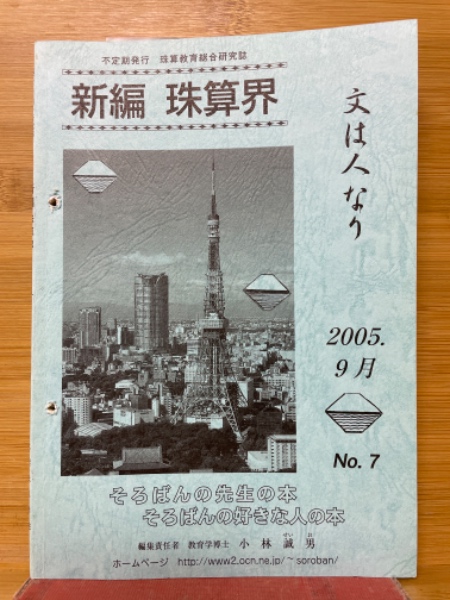 不定期発行 珠算教育総合研究誌
新編 珠算界
文は人なり
2005.
9月
No. 7
そろばんの先生の本
そろばんの好きな人の本
編集責任者 教育学博士 小林誠男
せい お
ホームページ http://www2.ocn.ne.jp/~soroban/